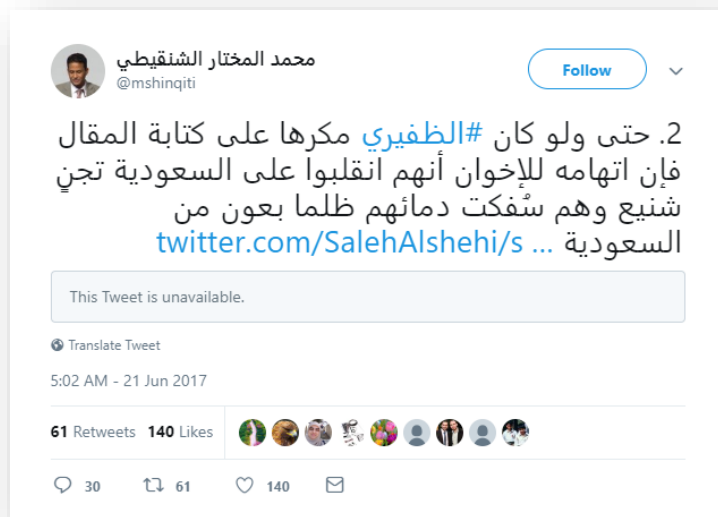 محمد المختار الشنقيطي
@mshinqiti
Follow
2. حتى ولو كان #الظفيري مكرها على كتابة المقال
فإن اتهامه للإخوان أنهم انقلبوا على السعودية تجنٍ
شنيع وهم سُفكت دمائهم ظلما بعون من
السعودية twitter.com/SalehAlshehi/s ...
This Tweet is unavailable.
Translate Tweet
5:02 AM - 21 Jun 2017
61 Retweets 140 Likes
30 61 140